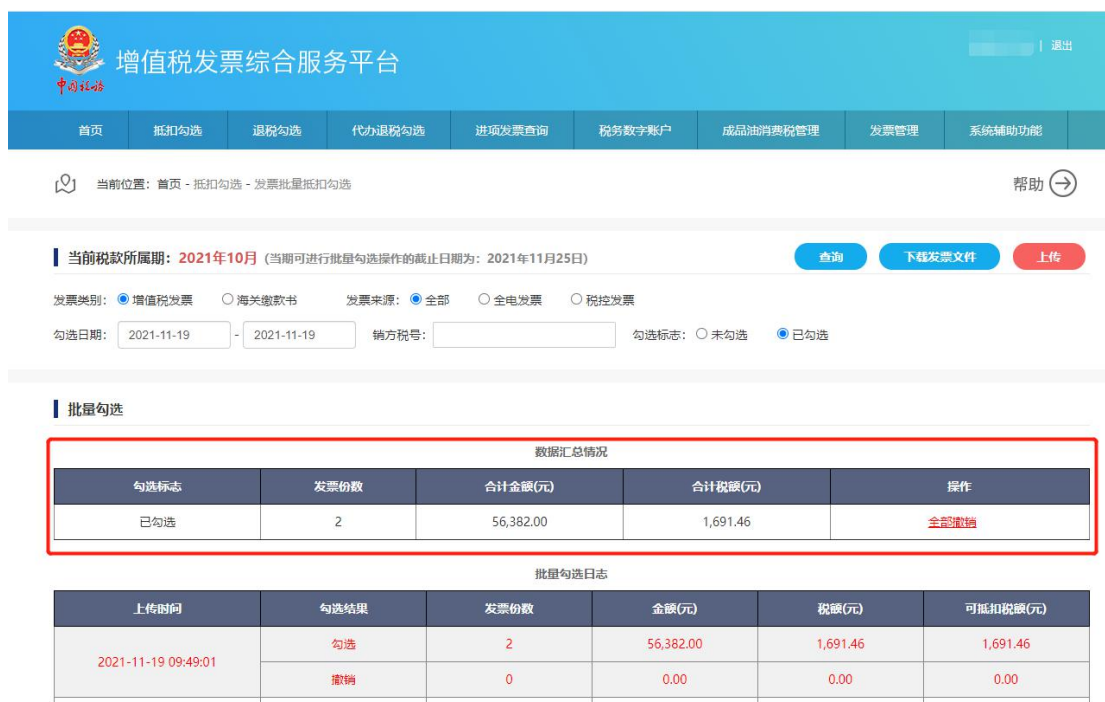 增值税发票综合服务平台
中国税务
| 退出
首页 抵扣勾选 退税勾选 代办退税勾选 进项发票查询 税务数字账户 成品油消费税管理 发票管理 系统辅助功能
当前位置：首页 - 抵扣勾选 - 发票批量抵扣勾选
帮助
当前税款所属期：2021年10月 (当期可进行批量勾选操作的截止日期为：2021年11月25日)
查询 下载发票文件 上传
发票类别： 增值税发票 海关缴款书 发票来源： 全部 全电发票 税控发票
勾选日期： 2021-11-19 - 2021-11-19 销方税号： 勾选标志： 未勾选 已勾选
批量勾选
数据汇总情况
勾选标志 发票份数 合计金额(元) 合计税额(元) 操作
已勾选 2 56,382.00 1,691.46 全部撤销
批量勾选日志
上传时间 勾选结果 发票份数 金额(元) 税额(元) 可抵扣税额(元)
2021-11-19 09:49:01 勾选 2 56,382.00 1,691.46 1,691.46
撤销 0 0.00 0.00 0.00